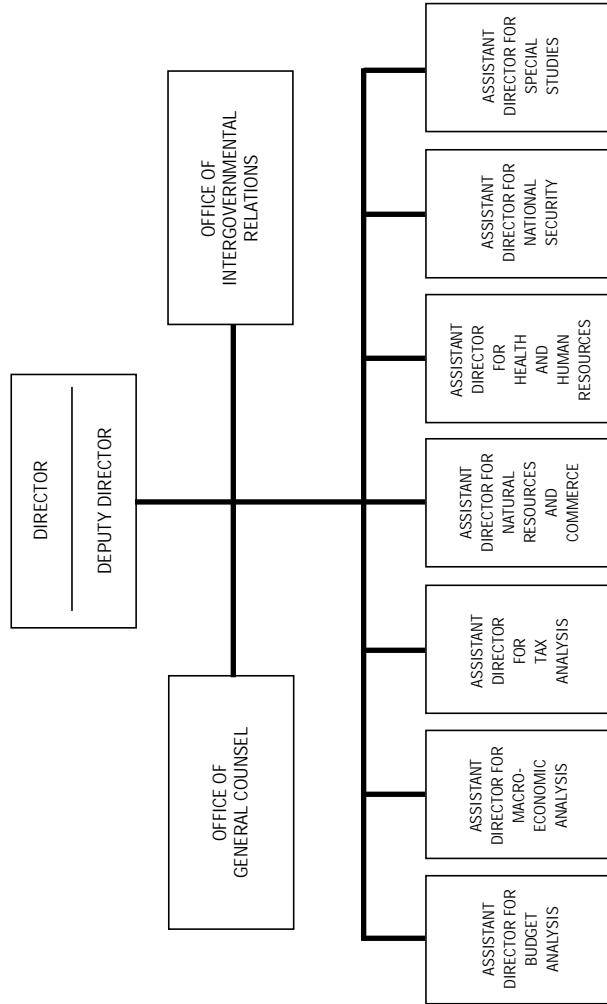 DIRECTOR
DEPUTY DIRECTOR
OFFICE OF
GENERAL COUNSEL
OFFICE OF
INTERGOVERNMENTAL
RELATIONS
ASSISTANT
DIRECTOR FOR
BUDGET
ANALYSIS
ASSISTANT
DIRECTOR FOR
MACRO-
ECONOMIC
ANALYSIS
ASSISTANT
DIRECTOR
FOR
TAX
ANALYSIS
ASSISTANT
DIRECTOR FOR
NATURAL
RESOURCES
AND
COMMERCE
ASSISTANT
DIRECTOR
FOR
HEALTH
AND
HUMAN
RESOURCES
ASSISTANT
DIRECTOR FOR
NATIONAL
SECURITY
ASSISTANT
DIRECTOR FOR
SPECIAL
STUDIES